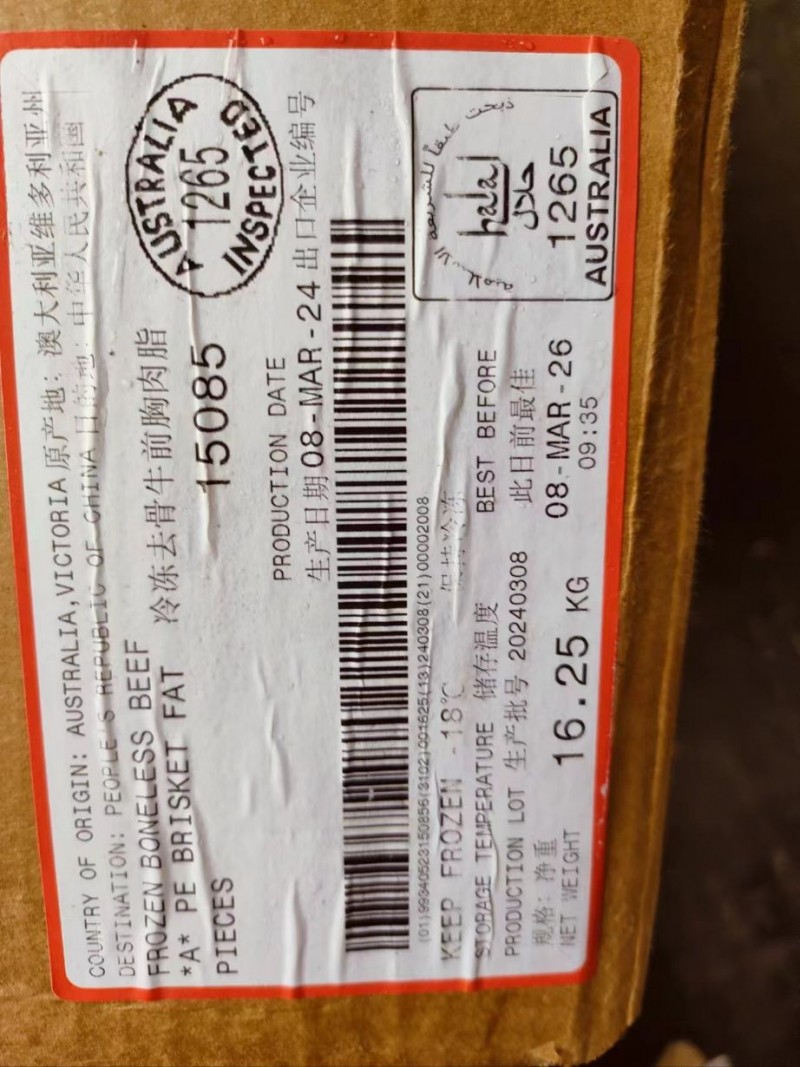 COUNTRY OF ORIGIN: AUSTRALIA,VICTORIA 原产地: 澳大利亚维多利亚州
DESTINATION: PEOPLE'S REPUBLIC OF CHINA 目的地: 中华人民共和国
FROZEN BONELESS BEEF
*A* PE BRISKET FAT 冷冻去骨牛前胸肉脂
PIECES
15085
AUSTRALIA
1265
INSPECTED
PRODUCTION DATE
生产日期 08-MAR-24 出口企业编号
(01)99340523150856(3102)001625(13)240308(21)00002008
KEEP FROZEN -18°C 保持冷冻
STORAGE TEMPERATURE 储存温度
PRODUCTION LOT 生产批号 20240308
规格: 净重
NET WEIGHT 16.25 KG
BEST BEFORE
此日前最佳
08-MAR-26
09:35
halal
حلال
1265
AUSTRALIA